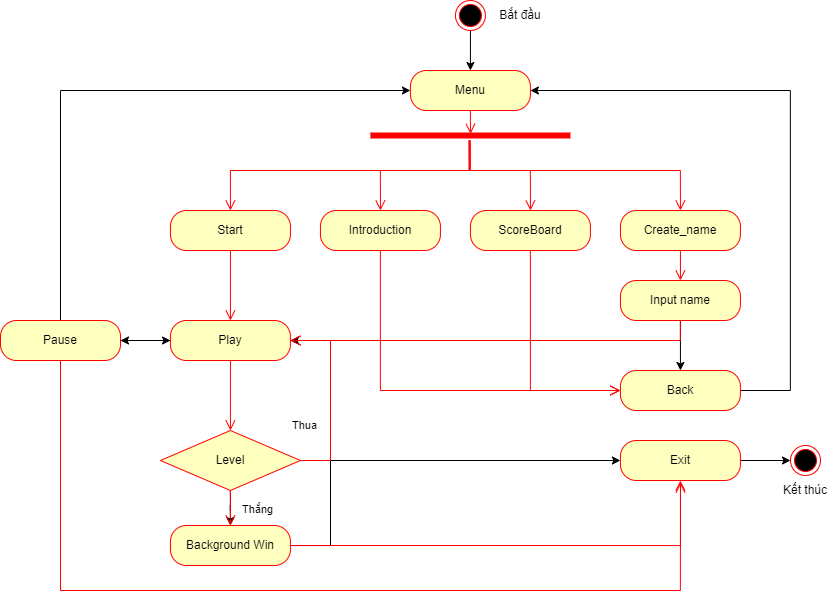 Bắt đầu
Menu
Start
Introduction
ScoreBoard
Create_name
Input name
Pause
Play
Back
Thua
Level
Exit
Kết thúc
Thắng
Background Win